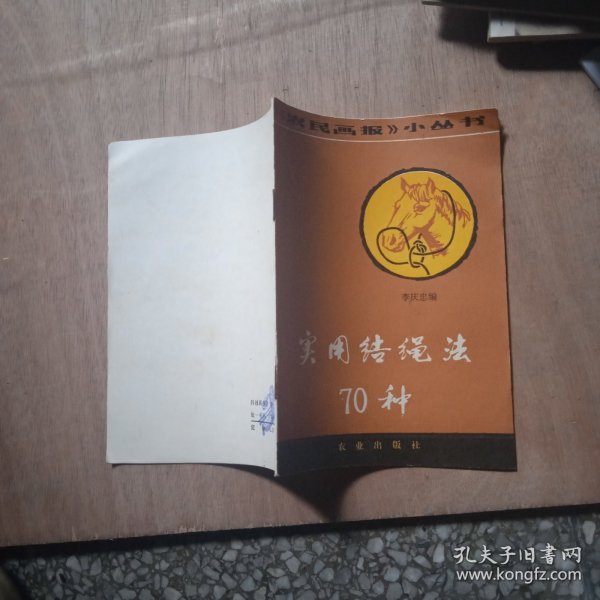 农民画报》小丛书
李庆忠编
实用结绳法
70种
农业出版社
孔夫子旧书网
www.kongfz.com